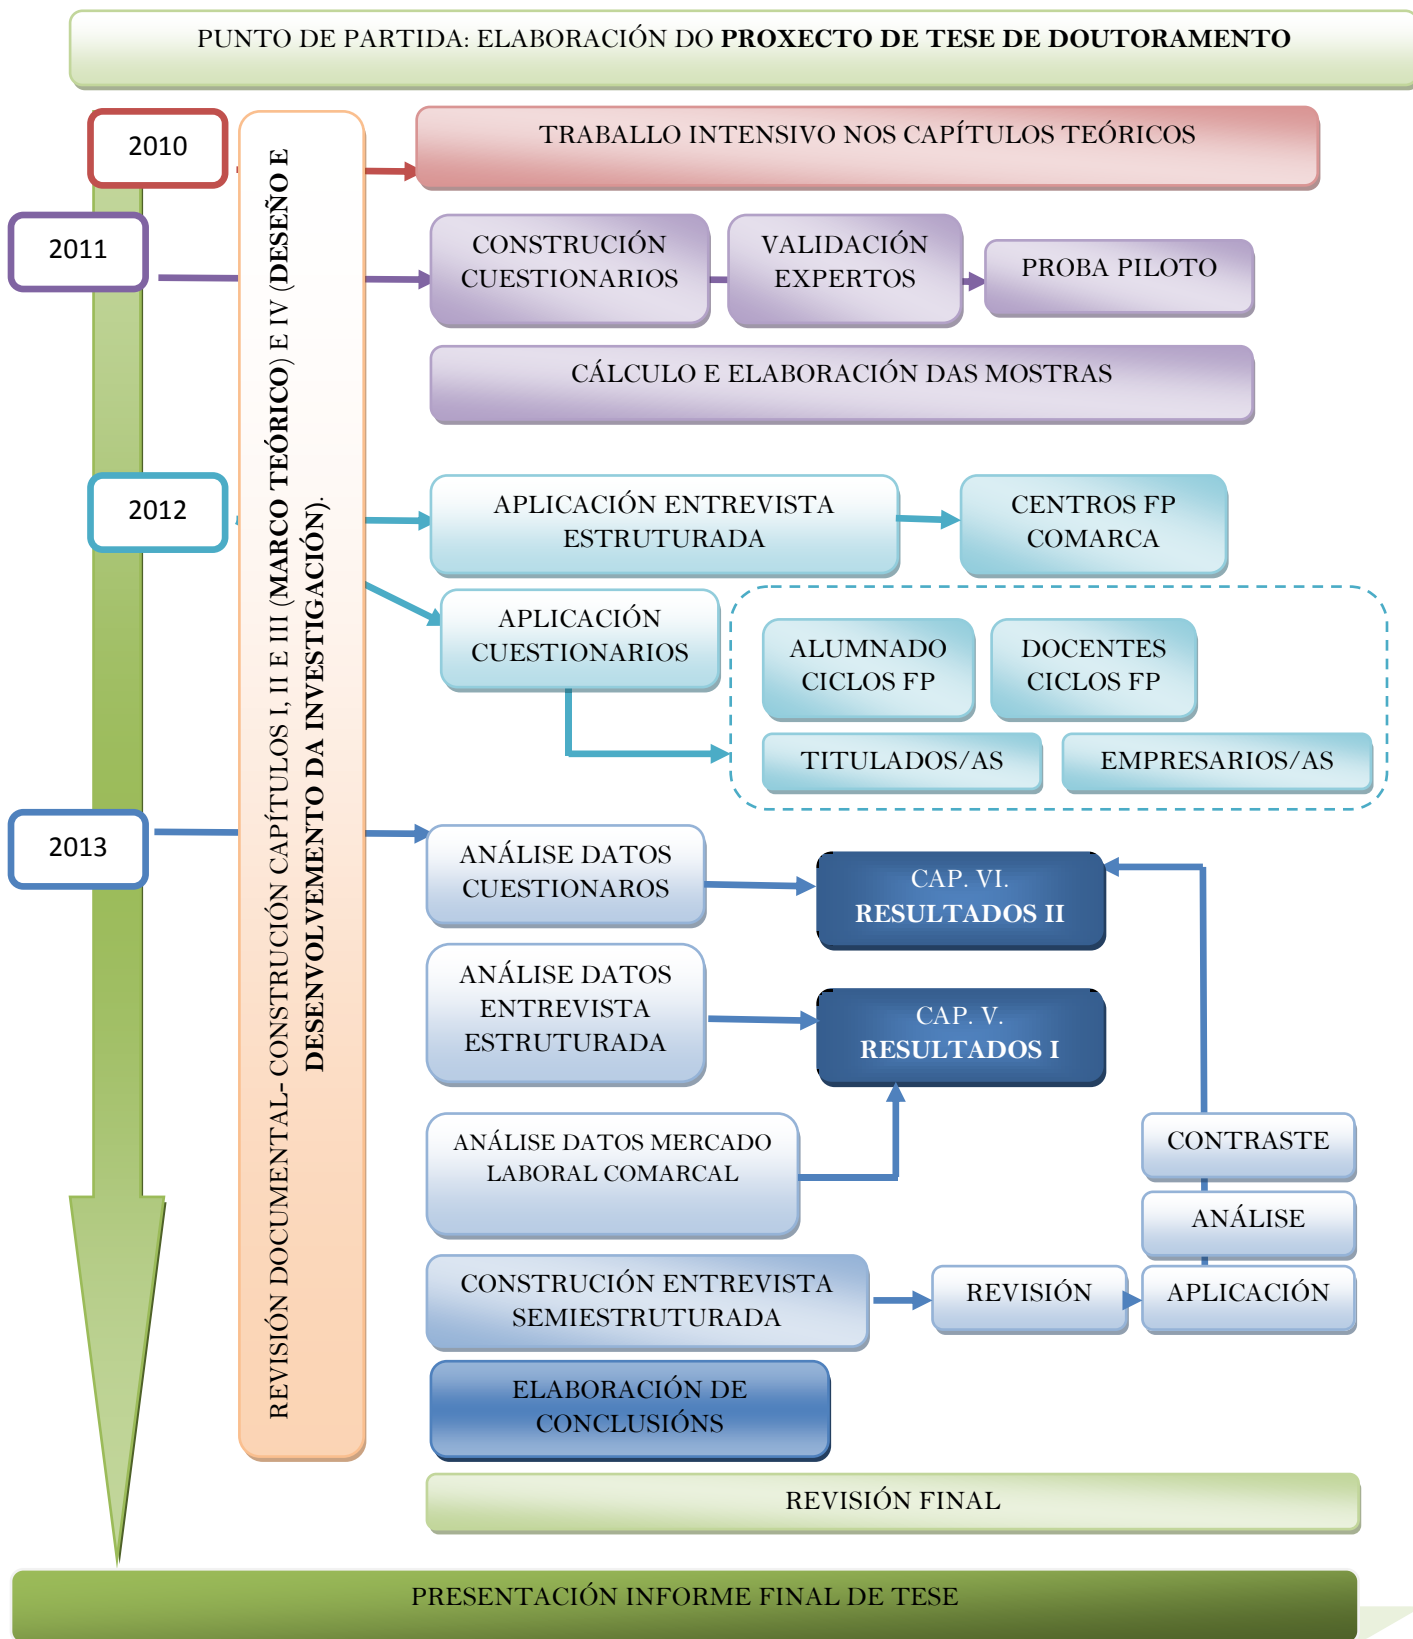 PUNTO DE PARTIDA: ELABORACIÓN DO PROXECTO DE TESE DE DOUTORAMENTO
2010
TRABALLO INTENSIVO NOS CAPÍTULOS TEÓRICOS
REVISIÓN DOCUMENTAL- CONSTRUCIÓN CAPÍTULOS I, II E III (MARCO TEÓRICO) E IV (DESEÑO E
DESENVOLVEMENTO DA INVESTIGACIÓN).
2011
CONSTRUCIÓN
CUESTIONARIOS
VALIDACIÓN
EXPERTOS
PROBA PILOTO
CÁLCULO E ELABORACIÓN DAS MOSTRAS
2012
APLICACIÓN ENTREVISTA
ESTRUTURADA
CENTROS FP
COMARCA
APLICACIÓN
CUESTIONARIOS
ALUMNADO
CICLOS FP
DOCENTES
CICLOS FP
TITULADOS/AS
EMPRESARIOS/AS
2013
ANÁLISE DATOS
CUESTIONAROS
CAP. VI.
RESULTADOS II
ANÁLISE DATOS
ENTREVISTA
ESTRUTURADA
CAP. V.
RESULTADOS I
ANÁLISE DATOS MERCADO
LABORAL COMARCAL
CONTRASTE
ANÁLISE
CONSTRUCIÓN ENTREVISTA
SEMIESTRUTURADA
REVISIÓN
APLICACIÓN
ELABORACIÓN DE
CONCLUSIÓNS
REVISIÓN FINAL
PRESENTACIÓN INFORME FINAL DE TESE